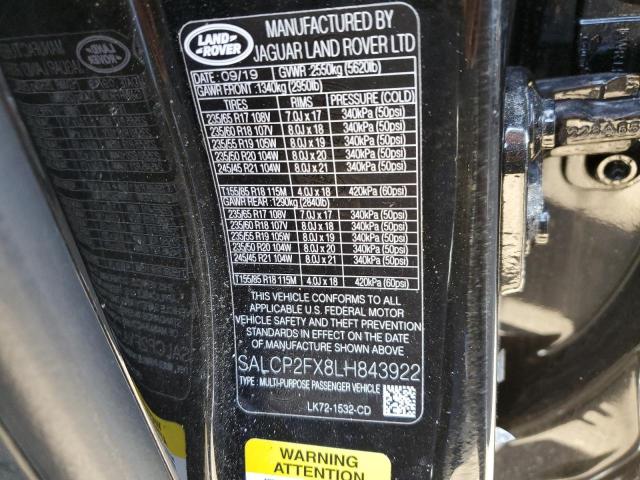 LAND
ROVER
MANUFACTURED BY
JAGUAR LAND ROVER LTD
DATE: 09/19 GVWR: 2550kg (5620lb)
GAWR FRONT: 1340kg (2950lb)
TIRES RIMS PRESSURE (COLD)
235/65 R17 108V 7.0J x 17 340kPa (50psi)
235/60 R18 107V 8.0J x 18 340kPa (50psi)
235/55 R19 105W 8.0J x 19 340kPa (50psi)
235/50 R20 104W 8.0J x 20 340kPa (50psi)
245/45 R21 104W 8.0J x 21 340kPa (50psi)
T155/85 R18 115M 4.0J x 18 420kPa (60psi)
GAWR REAR: 1290kg (2840lb)
235/65 R17 108V 7.0J x 17 340kPa (50psi)
235/60 R18 107V 8.0J x 18 340kPa (50psi)
235/55 R19 105W 8.0J x 19 340kPa (50psi)
235/50 R20 104W 8.0J x 20 340kPa (50psi)
245/45 R21 104W 8.0J x 21 340kPa (50psi)
T155/85 R18 115M 4.0J x 18 420kPa (60psi)
THIS VEHICLE CONFORMS TO ALL
APPLICABLE U.S. FEDERAL MOTOR
VEHICLE SAFETY AND THEFT PREVENTION
STANDARDS IN EFFECT ON THE DATE
OF MANUFACTURE SHOWN ABOVE.
SALCP2FX8LH843922
TYPE : MULTI-PURPOSE PASSENGER VEHICLE
LK72-1532-CD
WARNING
ATTENTION